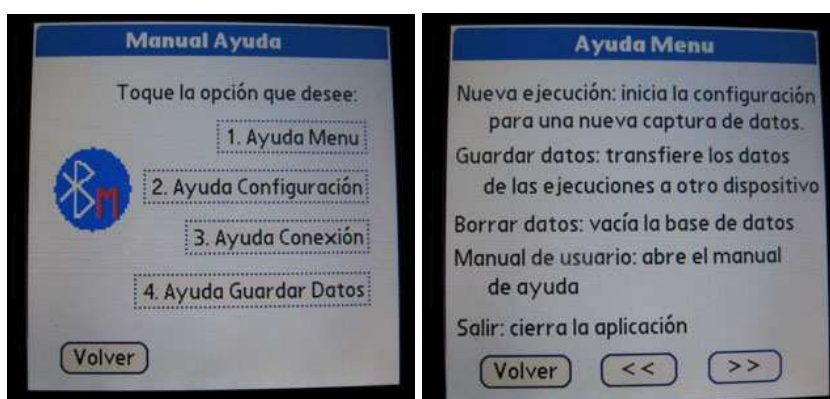 Manual Ayuda
Toque la opción que desee:
1. Ayuda Menu
2. Ayuda Configuración
3. Ayuda Conexión
4. Ayuda Guardar Datos
Volver
M
Ayuda Menu
Nueva ejecución: inicia la configuración
para una nueva captura de datos.
Guardar datos: transfiere los datos
de las ejecuciones a otro dispositivo
Borrar datos: vacía la base de datos
Manual de usuario: abre el manual
de ayuda
Salir: cierra la aplicación
Volver << >>